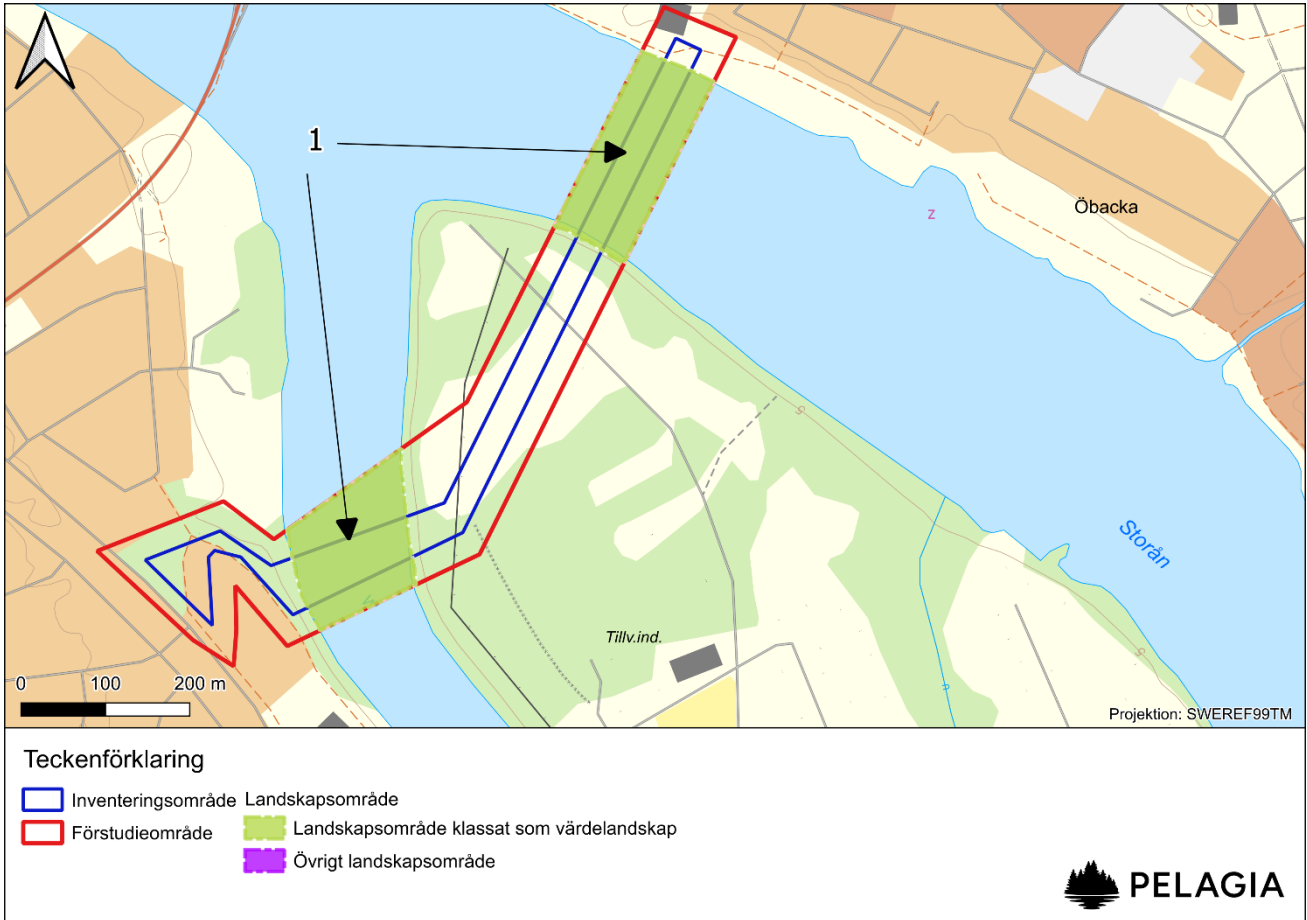 1
Öbacka
z
s
Storån
Tillv.ind.
s
n
0 100 200 m
Projektion: SWEREF99TM
Teckenförklaring
Inventeringsområde Landskapsområde
Förstudieområde
Landskapsområde klassat som värdelandskap
Övrigt landskapsområde
PELAGIA